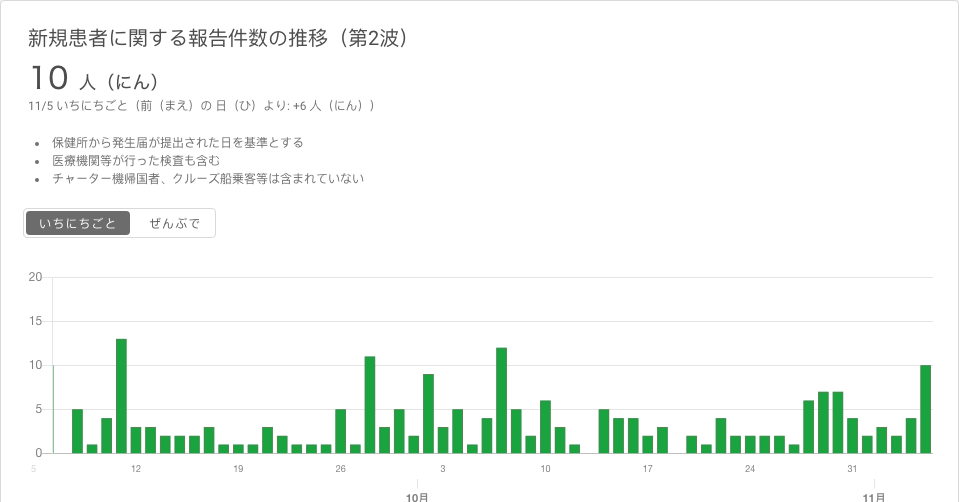 新規患者に関する報告件数の推移（第2波）
10 人（にん）
11/5 いちにちごと（前（まえ）の 日（ひ）より: +6 人（にん））
• 保健所から発生届が提出された日を基準とする
• 医療機関等が行った検査も含む
• チャーター機帰国者、クルーズ船乗客等は含まれていない
いちにちごと ぜんぶで
20
15
10
5
0
5 12 19 26 3 10 17 24 31
10月 11月